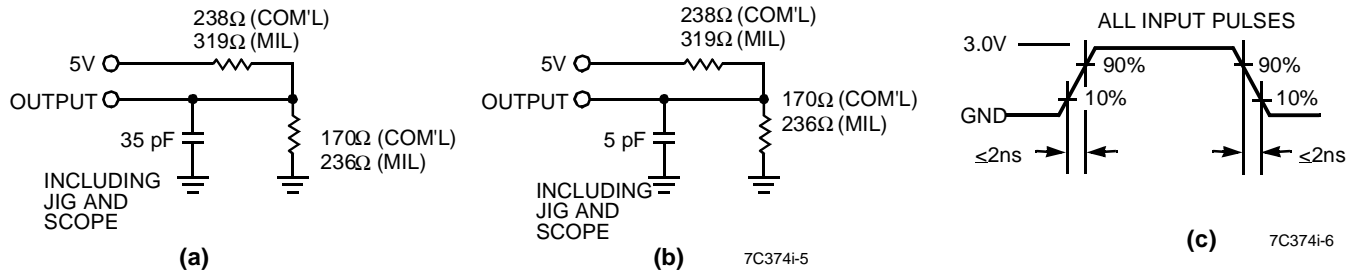 238Ω (COM'L)
319Ω (MIL)
5V
OUTPUT
35 pF
170Ω (COM'L)
236Ω (MIL)
INCLUDING
JIG AND
SCOPE
(a)
238Ω (COM'L)
319Ω (MIL)
5V
OUTPUT
170Ω (COM'L)
236Ω (MIL)
5 pF
INCLUDING
JIG AND
SCOPE
(b)
7C374i-5
ALL INPUT PULSES
3.0V
90%
90%
10%
10%
GND
≤2ns
≤2ns
(c)
7C374i-6